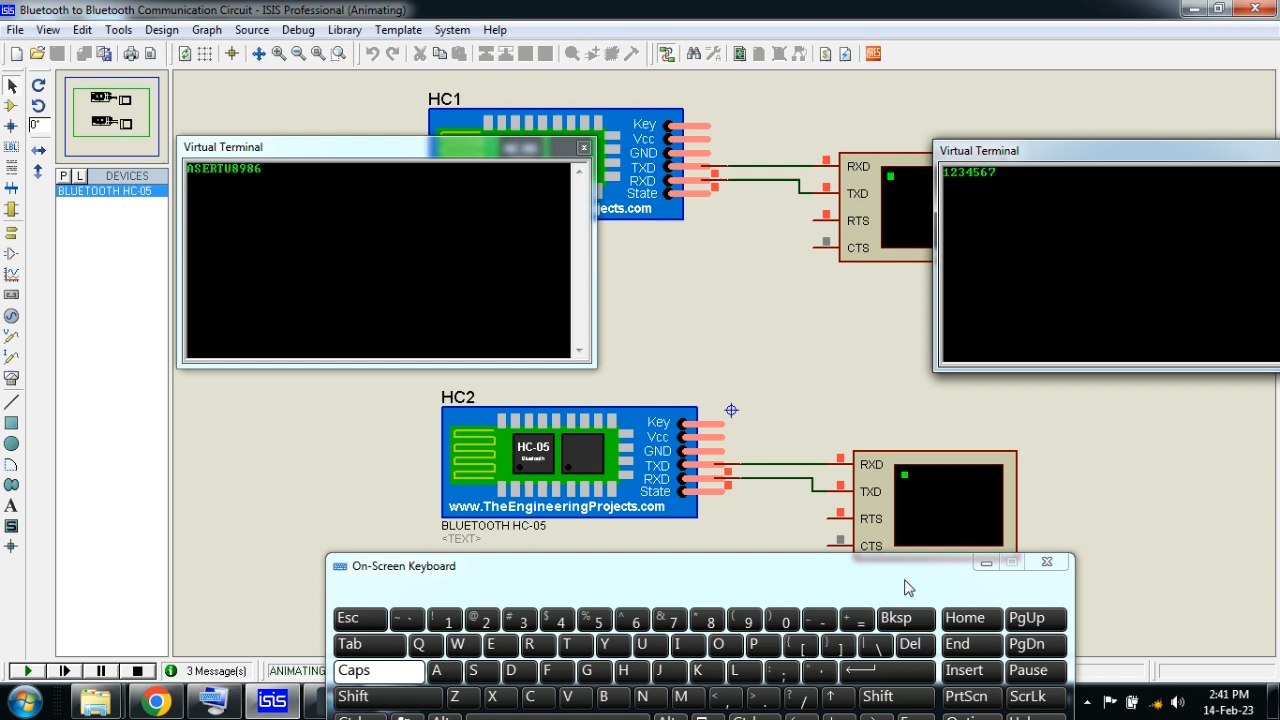 Bluetooth to Bluetooth Communication Circuit - ISIS Professional (Animating)
File View Edit Tools Design Graph Source Debug Library Template System Help
0°
P L DEVICES
BLUETOOTH HC-05
HC1
Key
Vcc
GND
TXD
RXD
State
jects.com
RXD
TXD
RTS
CTS
Virtual Terminal
ASERTU8986
Virtual Terminal
1234567
HC2
HC-05
Bluetooth
Key
Vcc
GND
TXD
RXD
State
www.TheEngineeringProjects.com
BLUETOOTH HC-05
<TEXT>
RXD
TXD
RTS
CTS
On-Screen Keyboard
Esc ~ ` ! 1 @ 2 # 3 $ 4 % 5 ^ 6 & 7 * 8 ( 9 ) 0 _ - + = Bksp Home PgUp
Tab Q W E R T Y U I O P { [ } ] | \ Del End PgDn
Caps A S D F G H J K L : ; " ' Insert Pause
Shift Z X C V B N M < , > . ? / ↑ Shift PrtScn ScrLk
3 Message(s) ANIMATING
2:41 PM
14-Feb-23